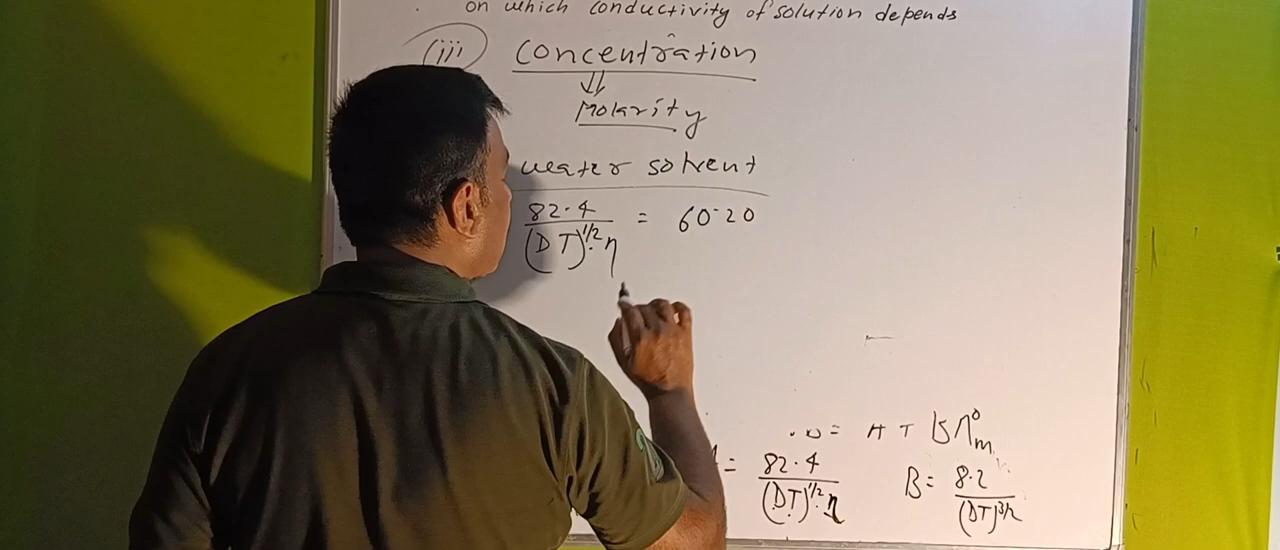 on which conductivity of solution depends
(iii) Concentration
⇓
Molarity
water solvent
82.4 / (DT)^1/2 η = 60.20
= A + B Λ°m
= 82.4 / (DT)^1/2 η B = 8.2 / (DT)^3/2